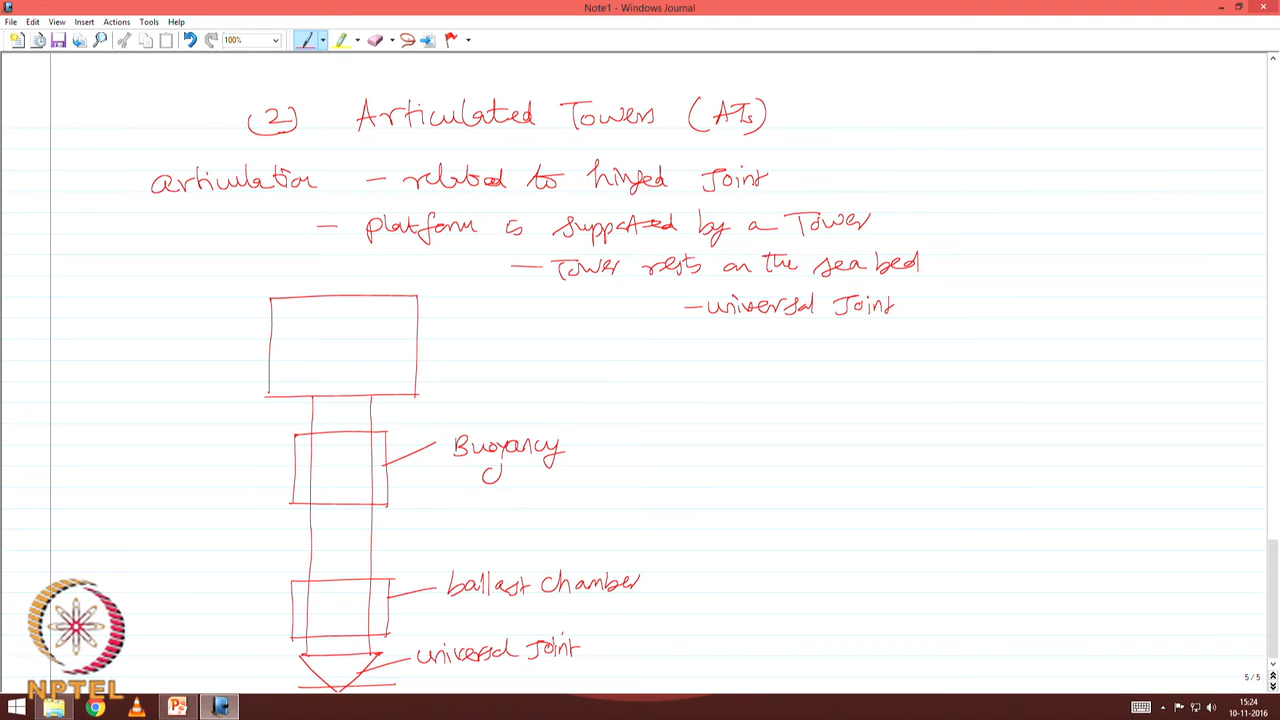 Note1 - Windows Journal
File Edit View Insert Actions Tools Help
100%
(2) Articulated Towers (ATs)
articulation - related to hinged Joint
- platform is supported by a Tower
- Tower rests on the sea bed
- universal Joint
Buoyancy
C
ballast chamber
universal Joint
NPTEL
5 / 5
15:24
10-11-2016